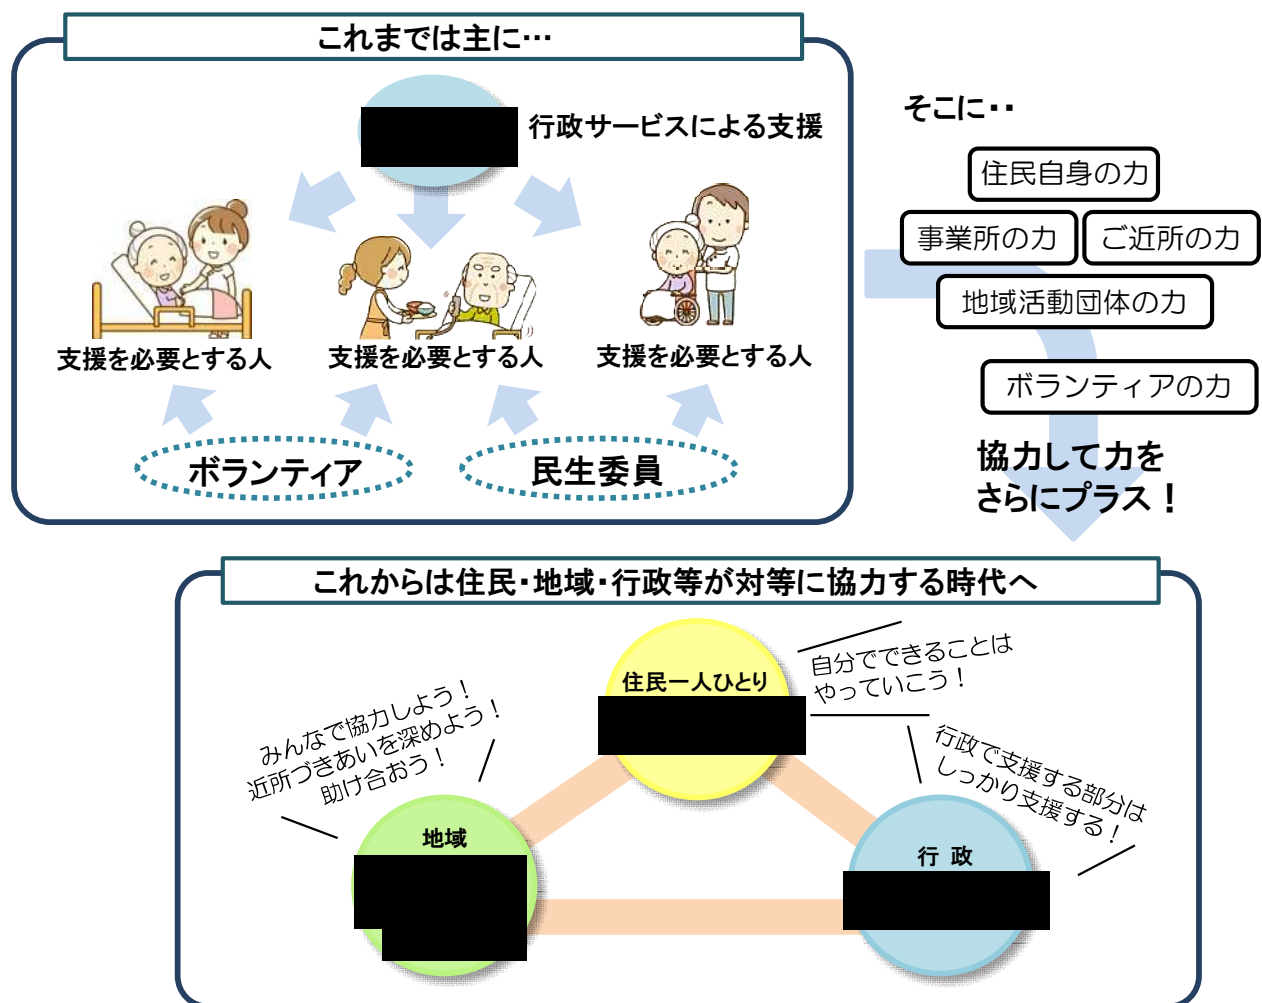 これまでは主に…
行政サービスによる支援
支援を必要とする人
支援を必要とする人
支援を必要とする人
ボランティア
民生委員
そこに・・
住民自身の力
事業所の力
ご近所の力
地域活動団体の力
ボランティアの力
協力して力を
さらにプラス！
これからは住民・地域・行政等が対等に協力する時代へ
住民一人ひとり
自分でできることは
やっていこう！
みんなで協力しよう！
近所づきあいを深めよう！
助け合おう！
行政で支援する部分は
しっかり支援する！
地域
行 政